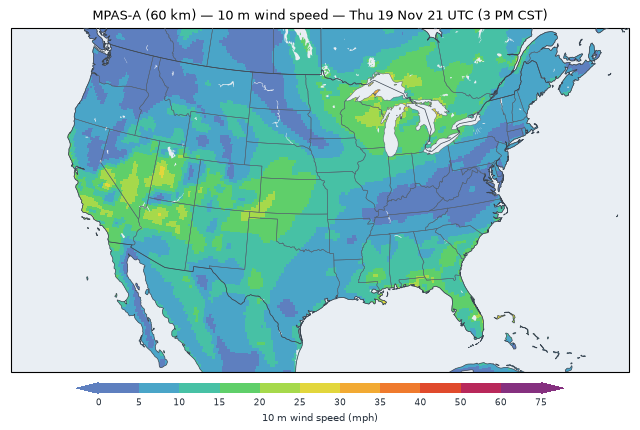 MPAS-A (60 km) — 10 m wind speed — Thu 19 Nov 21 UTC (3 PM CST)
0 5 10 15 20 25 30 35 40 50 60 75
10 m wind speed (mph)